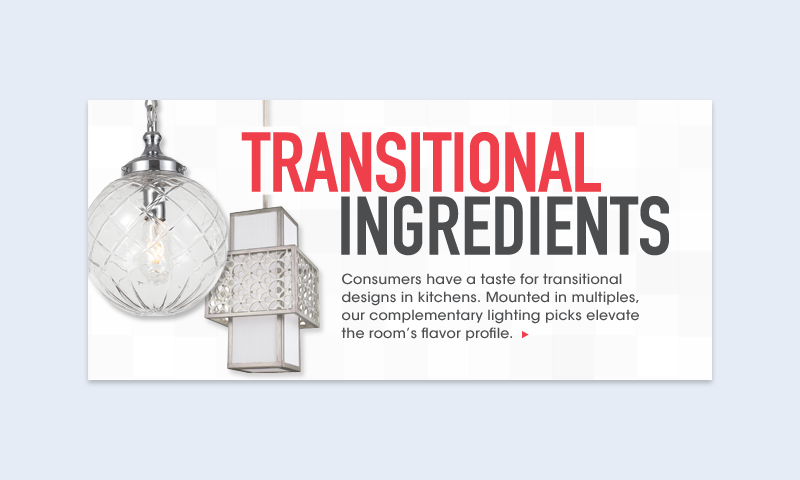 TRANSITIONAL
INGREDIENTS
Consumers have a taste for transitional
designs in kitchens. Mounted in multiples,
our complementary lighting picks elevate
the room’s flavor profile.